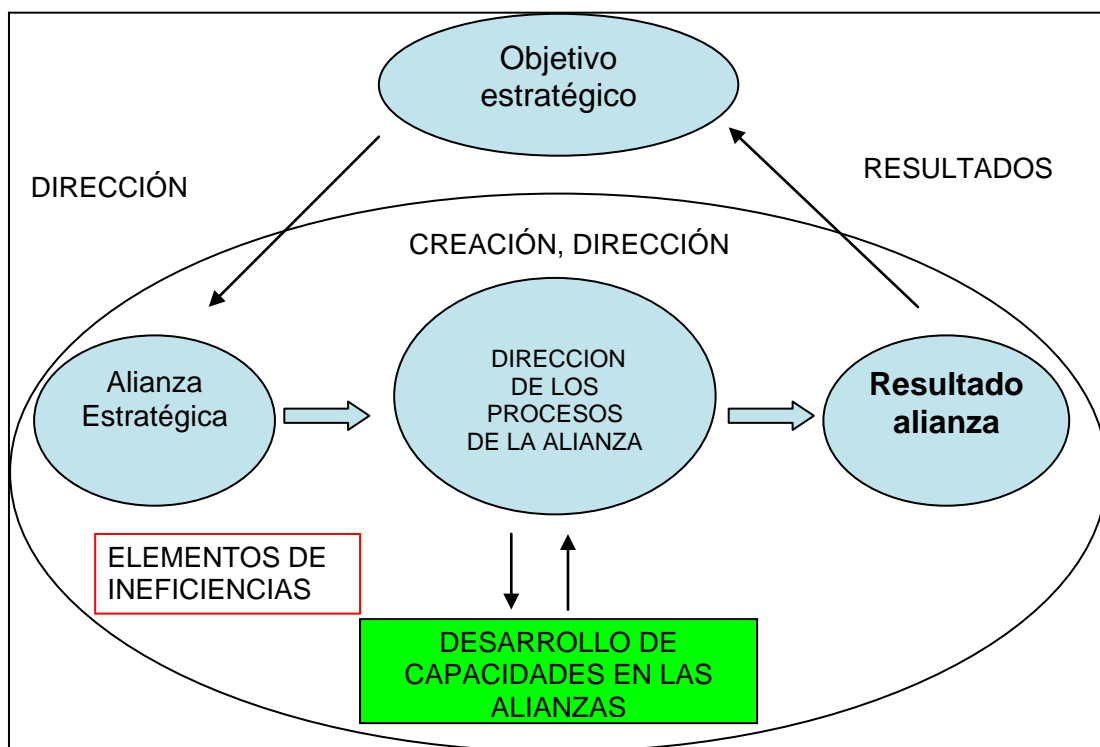 Objetivo
estratégico
DIRECCIÓN
RESULTADOS
CREACIÓN, DIRECCIÓN
Alianza
Estratégica
DIRECCION
DE LOS
PROCESOS
DE LA ALIANZA
Resultado
alianza
ELEMENTOS DE
INEFICIENCIAS
DESARROLLO DE
CAPACIDADES EN LAS
ALIANZAS